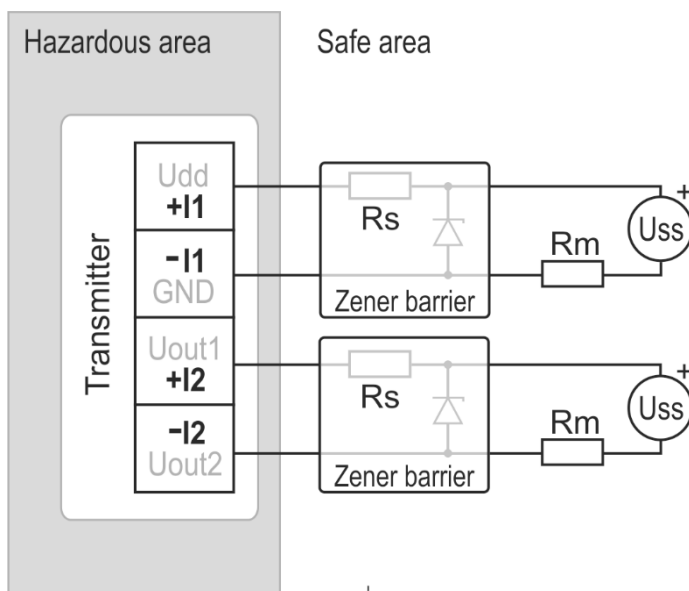 Hazardous area
Safe area
Transmitter
Udd
+I1
-I1
GND
Uout1
+I2
-I2
Uout2
Rs
Zener barrier
Rm
+
Uss
Rs
Zener barrier
Rm
+
Uss